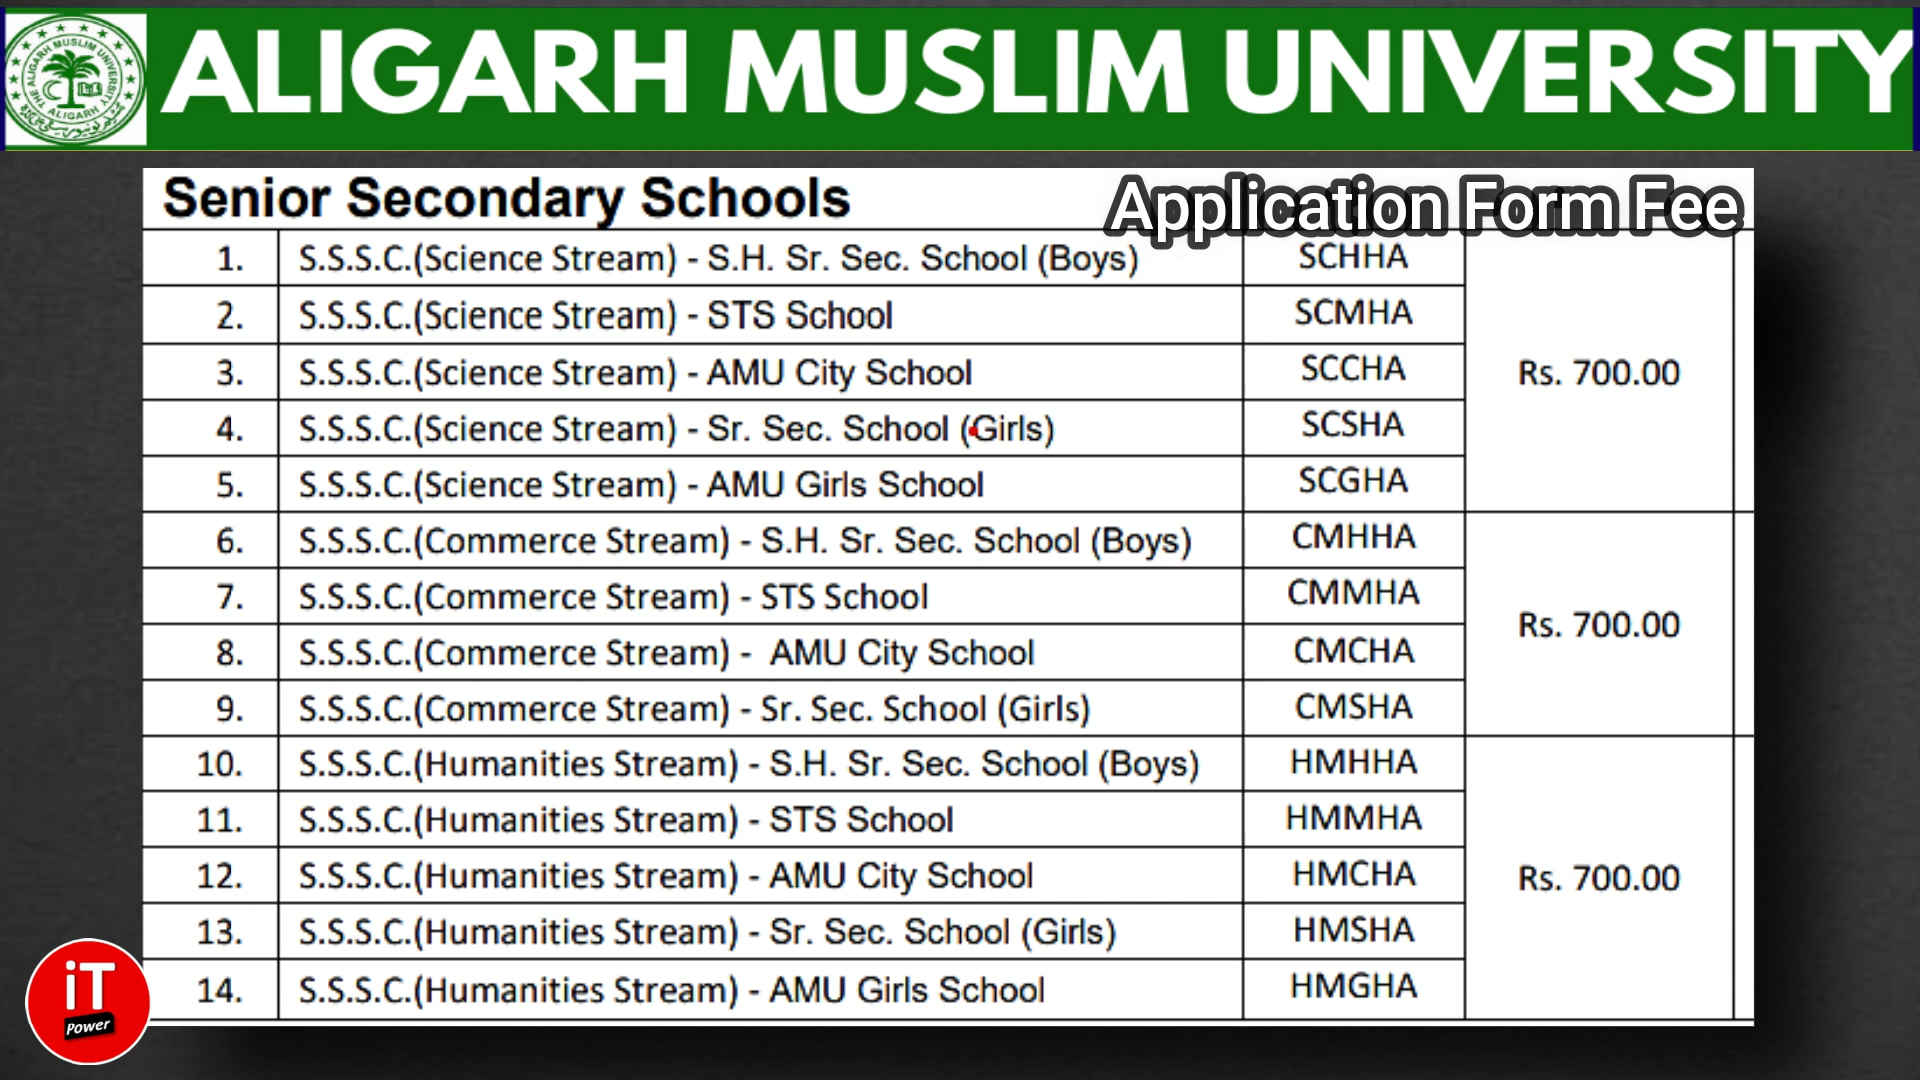 ALIGARH MUSLIM UNIVERSITY
Senior Secondary Schools
Application Form Fee
1. S.S.S.C.(Science Stream) - S.H. Sr. Sec. School (Boys) SCHHA
2. S.S.S.C.(Science Stream) - STS School SCMHA
3. S.S.S.C.(Science Stream) - AMU City School SCCHA Rs. 700.00
4. S.S.S.C.(Science Stream) - Sr. Sec. School (Girls) SCSHA
5. S.S.S.C.(Science Stream) - AMU Girls School SCGHA
6. S.S.S.C.(Commerce Stream) - S.H. Sr. Sec. School (Boys) CMHHA
7. S.S.S.C.(Commerce Stream) - STS School CMMHA
Rs. 700.00
8. S.S.S.C.(Commerce Stream) - AMU City School CMCHA
9. S.S.S.C.(Commerce Stream) - Sr. Sec. School (Girls) CMSHA
10. S.S.S.C.(Humanities Stream) - S.H. Sr. Sec. School (Boys) HMHHA
11. S.S.S.C.(Humanities Stream) - STS School HMMHA
12. S.S.S.C.(Humanities Stream) - AMU City School HMCHA Rs. 700.00
13. S.S.S.C.(Humanities Stream) - Sr. Sec. School (Girls) HMSHA
14. S.S.S.C.(Humanities Stream) - AMU Girls School HMGHA
iT
Power
THE ALIGARH MUSLIM UNIVERSITY
ALIGARH